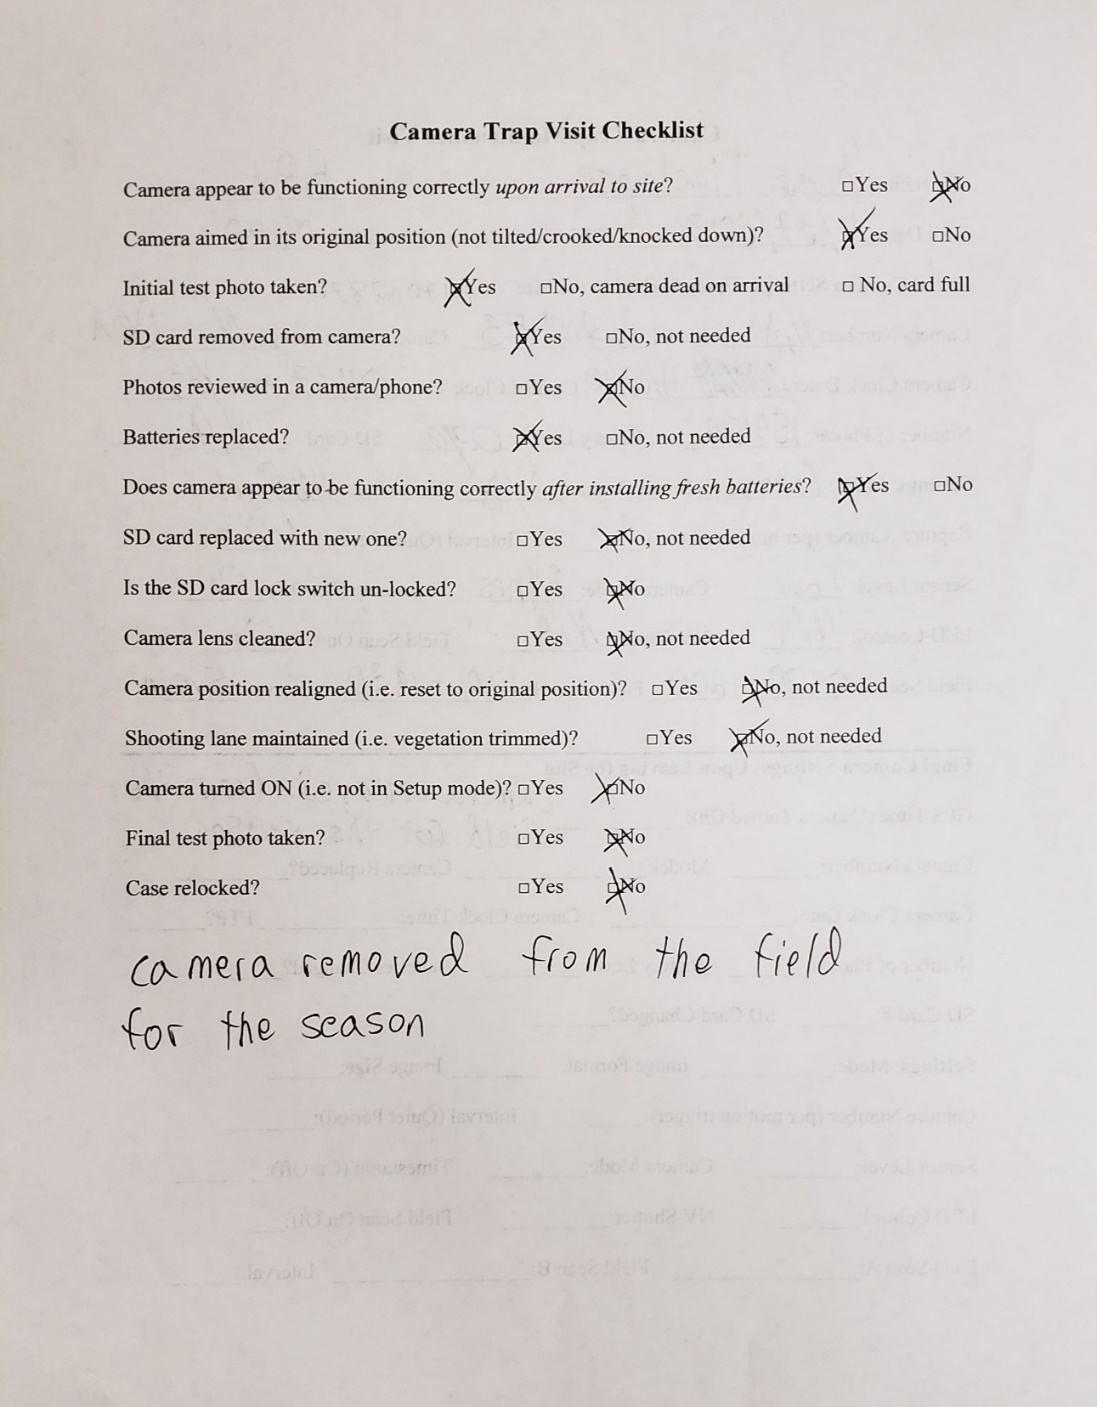 Camera Trap Visit Checklist
Camera appear to be functioning correctly upon arrival to site? □Yes ☒No
Camera aimed in its original position (not tilted/crooked/knocked down)? ☒Yes □No
Initial test photo taken? ☒Yes □No, camera dead on arrival □ No, card full
SD card removed from camera? ☒Yes □No, not needed
Photos reviewed in a camera/phone? □Yes ☒No
Batteries replaced? ☒Yes □No, not needed
Does camera appear to be functioning correctly after installing fresh batteries? ☒Yes □No
SD card replaced with new one? □Yes ☒No, not needed
Is the SD card lock switch un-locked? □Yes ☒No
Camera lens cleaned? □Yes ☒No, not needed
Camera position realigned (i.e. reset to original position)? □Yes ☒No, not needed
Shooting lane maintained (i.e. vegetation trimmed)? □Yes ☒No, not needed
Camera turned ON (i.e. not in Setup mode)? □Yes ☒No
Final test photo taken? □Yes ☒No
Case relocked? □Yes ☒No
camera removed from the field
for the season